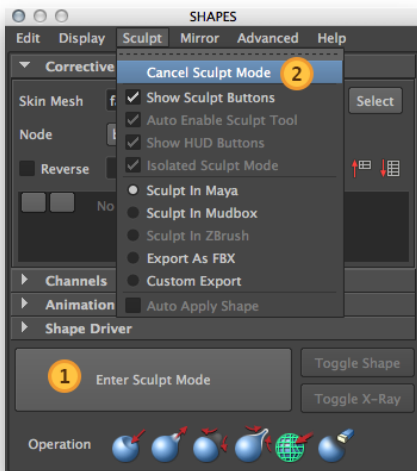 SHAPES
Edit Display Sculpt Mirror Advanced Help
Corrective
Cancel Sculpt Mode 2
Skin Mesh
Show Sculpt Buttons
Select
Auto Enable Sculpt Tool
Node
Show HUD Buttons
Reverse
Isolated Sculpt Mode
Sculpt In Maya
No
Sculpt In Mudbox
Sculpt In ZBrush
Export As FBX
Channels
Custom Export
Animation
Auto Apply Shape
Shape Driver
1 Enter Sculpt Mode
Toggle Shape
Toggle X-Ray
Operation